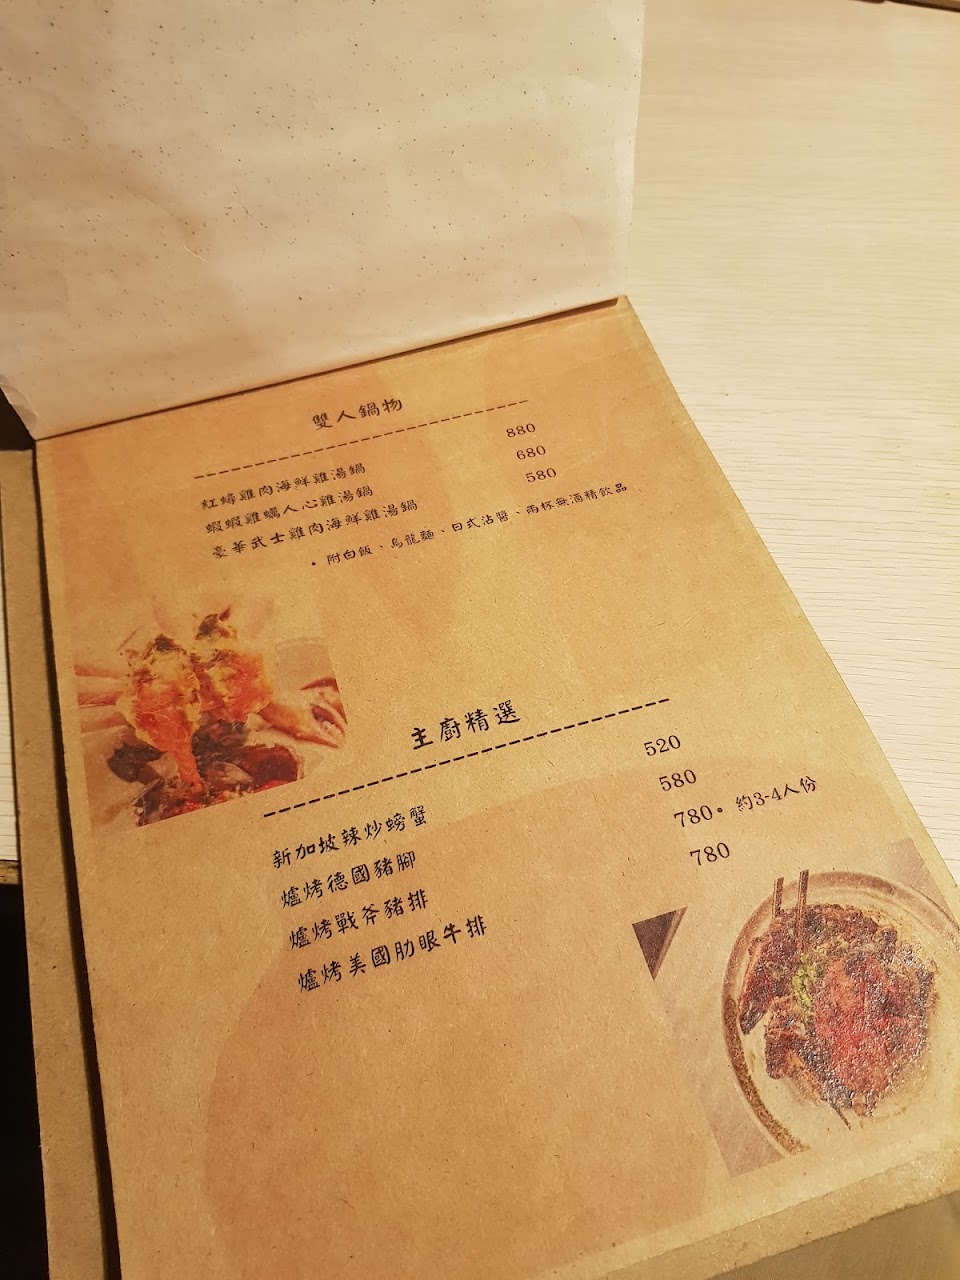 雙人鍋物
紅蟳雞肉海鮮雞湯鍋 880
蝦蝦雞蠣人心雞湯鍋 680
豪華武士雞肉海鮮雞湯鍋 580
• 附白飯、烏龍麵、日式沾醬、兩杯無酒精飲品
主廚精選
新加坡辣炒螃蟹 520
爐烤德國豬腳 580
爐烤戰斧豬排 780 • 約3-4人份
爐烤美國肋眼牛排 780